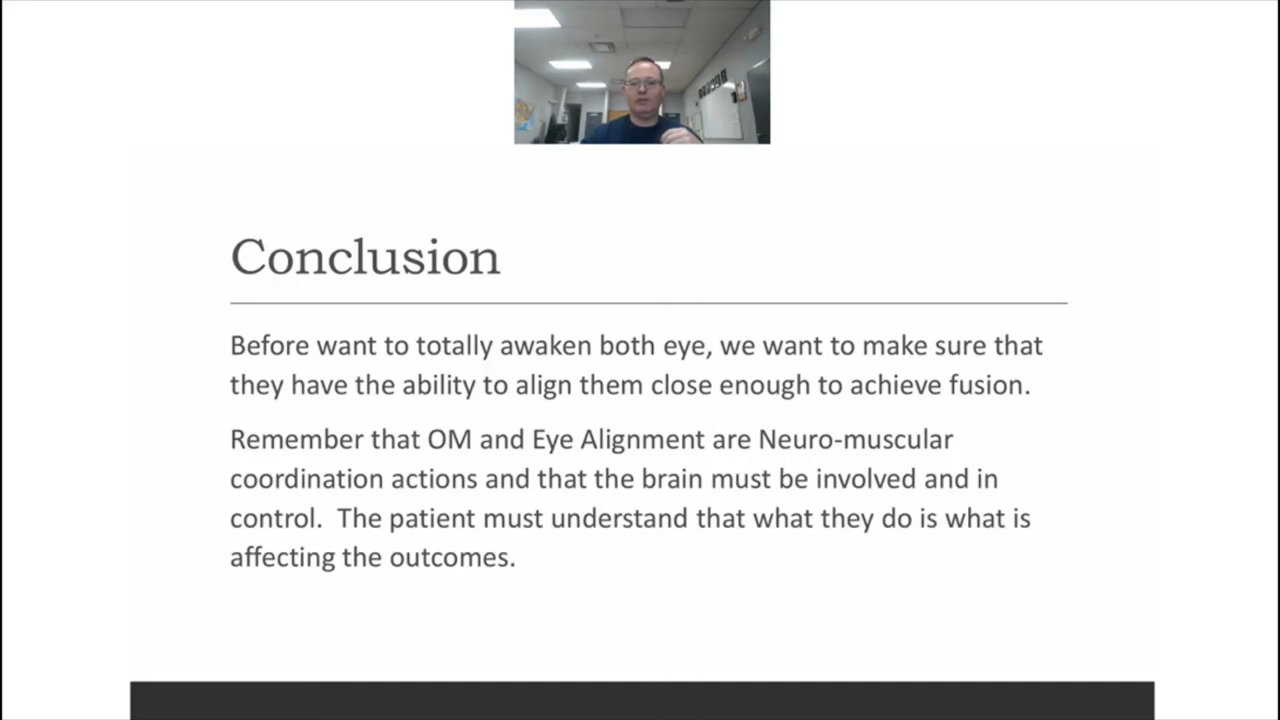 Conclusion
Before want to totally awaken both eye, we want to make sure that
they have the ability to align them close enough to achieve fusion.
Remember that OM and Eye Alignment are Neuro-muscular
coordination actions and that the brain must be involved and in
control.  The patient must understand that what they do is what is
affecting the outcomes.